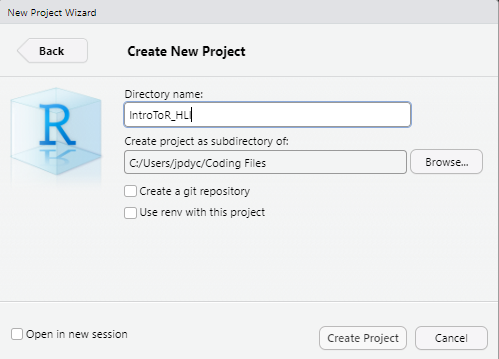 New Project Wizard
Back
Create New Project
R
Directory name:
IntroToR_HLI
Create project as subdirectory of:
C:/Users/jpdyc/Coding Files
Browse...
Create a git repository
Use renv with this project
Open in new session
Create Project
Cancel